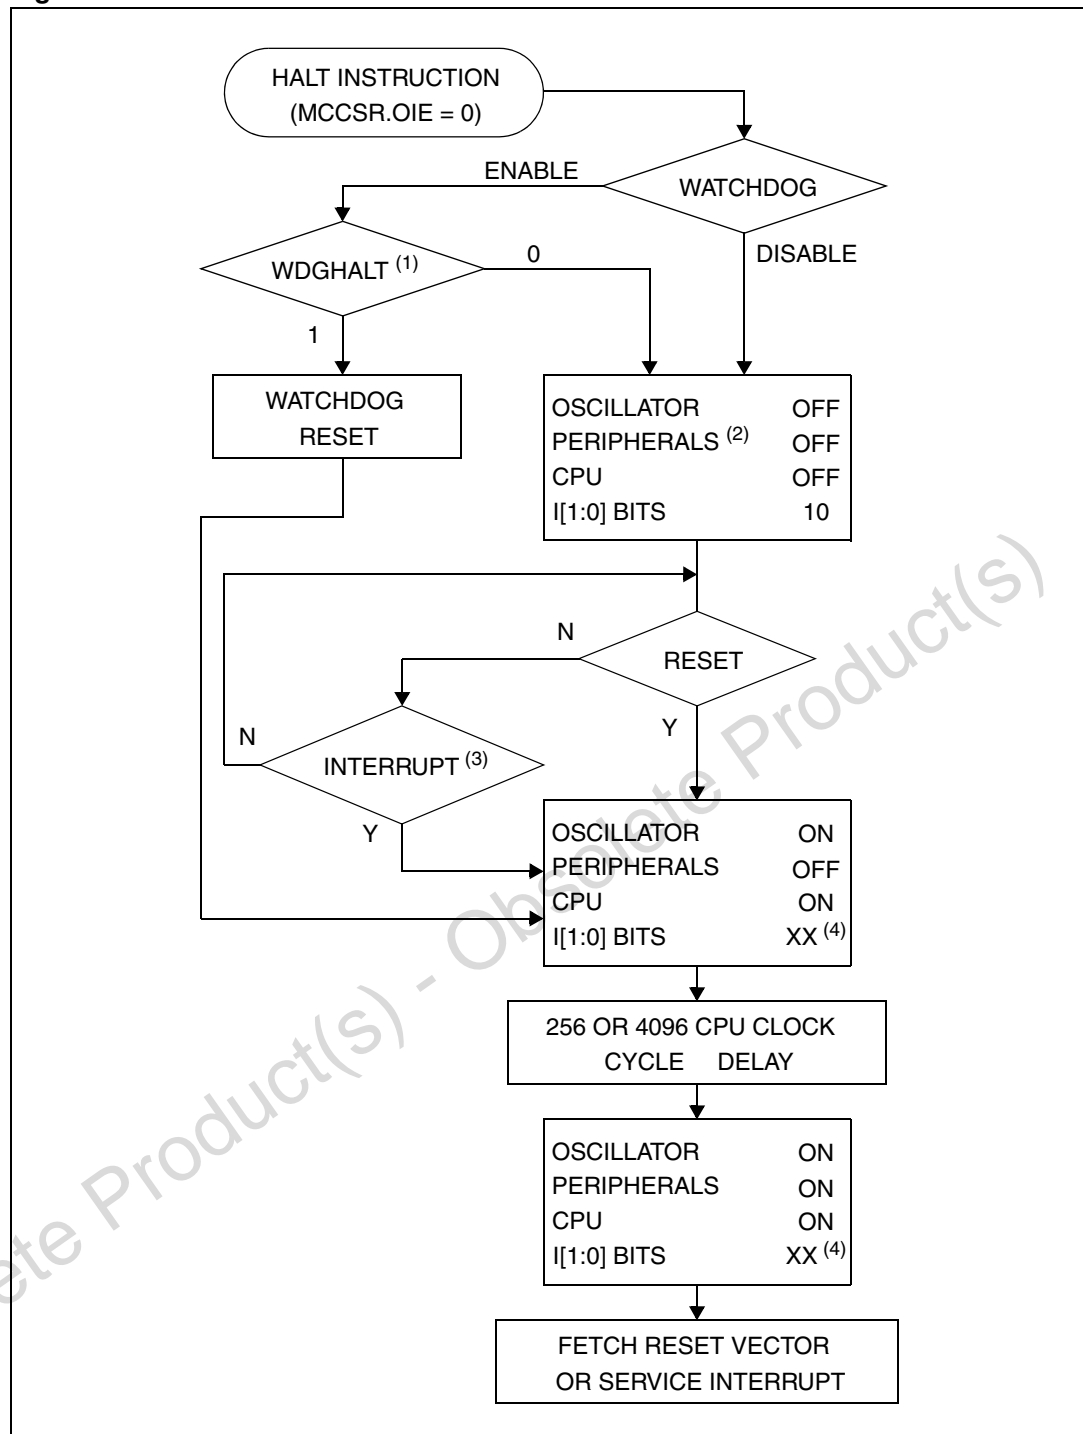 HALT INSTRUCTION
(MCCSR.OIE = 0)
ENABLE
WATCHDOG
DISABLE
WDGHALT (1)
0
1
WATCHDOG
RESET
OSCILLATOR OFF
PERIPHERALS (2) OFF
CPU OFF
I[1:0] BITS 10
N
RESET
Y
N
INTERRUPT (3)
Y
OSCILLATOR ON
PERIPHERALS OFF
CPU ON
I[1:0] BITS XX (4)
256 OR 4096 CPU CLOCK
CYCLE DELAY
OSCILLATOR ON
PERIPHERALS ON
CPU ON
I[1:0] BITS XX (4)
FETCH RESET VECTOR
OR SERVICE INTERRUPT
Product(s) - Obsolete Product(s)